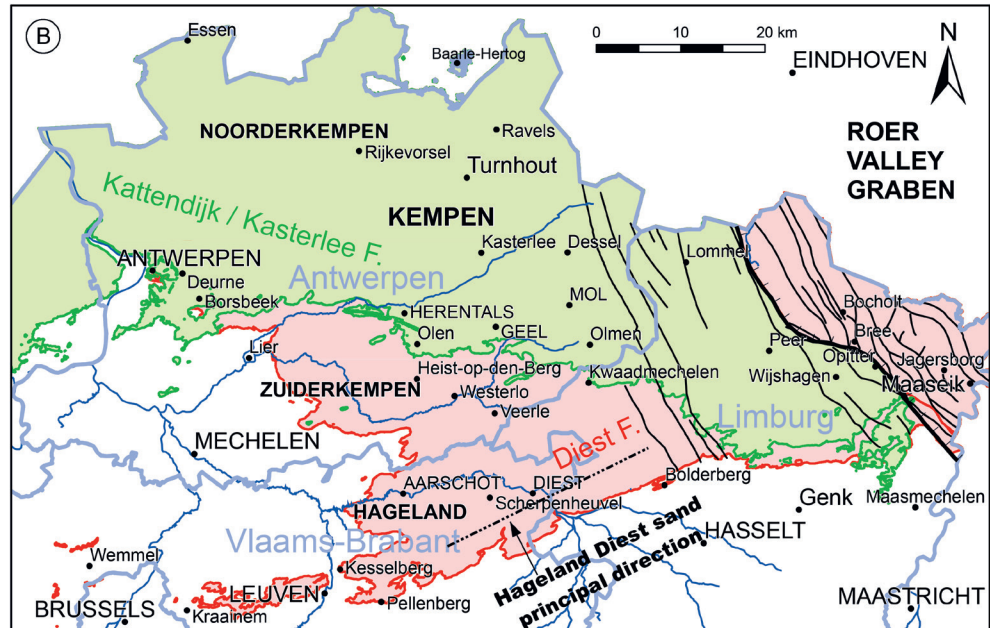 B
Essen
Baarle-Hertog
0 10 20 km
N
EINDHOVEN
NOORDERKEMPEN
Ravels
Rijkevorsel
Turnhout
ROER
VALLEY
GRABEN
Kattendijk / Kasterlee F.
KEMPEN
Kasterlee
Dessel
Lommel
ANTWERPEN
Antwerpen
Deurne
Borsbeek
MOL
Bocholt
HERENTALS
GEEL
Olen
Olmen
Bree
Peer
Opitter
Jagersborg
Lier
Heist-op-den-Berg
Kwaadmechelen
Wijshagen
Maaseik
ZUIDERKEMPEN
Westerlo
Veerle
Limburg
MECHELEN
Diest F.
Bolderberg
AARSCHOT
DIEST
Scherpenheuvel
HAGELAND
Genk
Maasmechelen
Vlaams-Brabant
HASSELT
Hageland Diest sand
principal direction
Wemmel
Kesselberg
LEUVEN
Pellenberg
BRUSSELS
Kraainem
MAASTRICHT